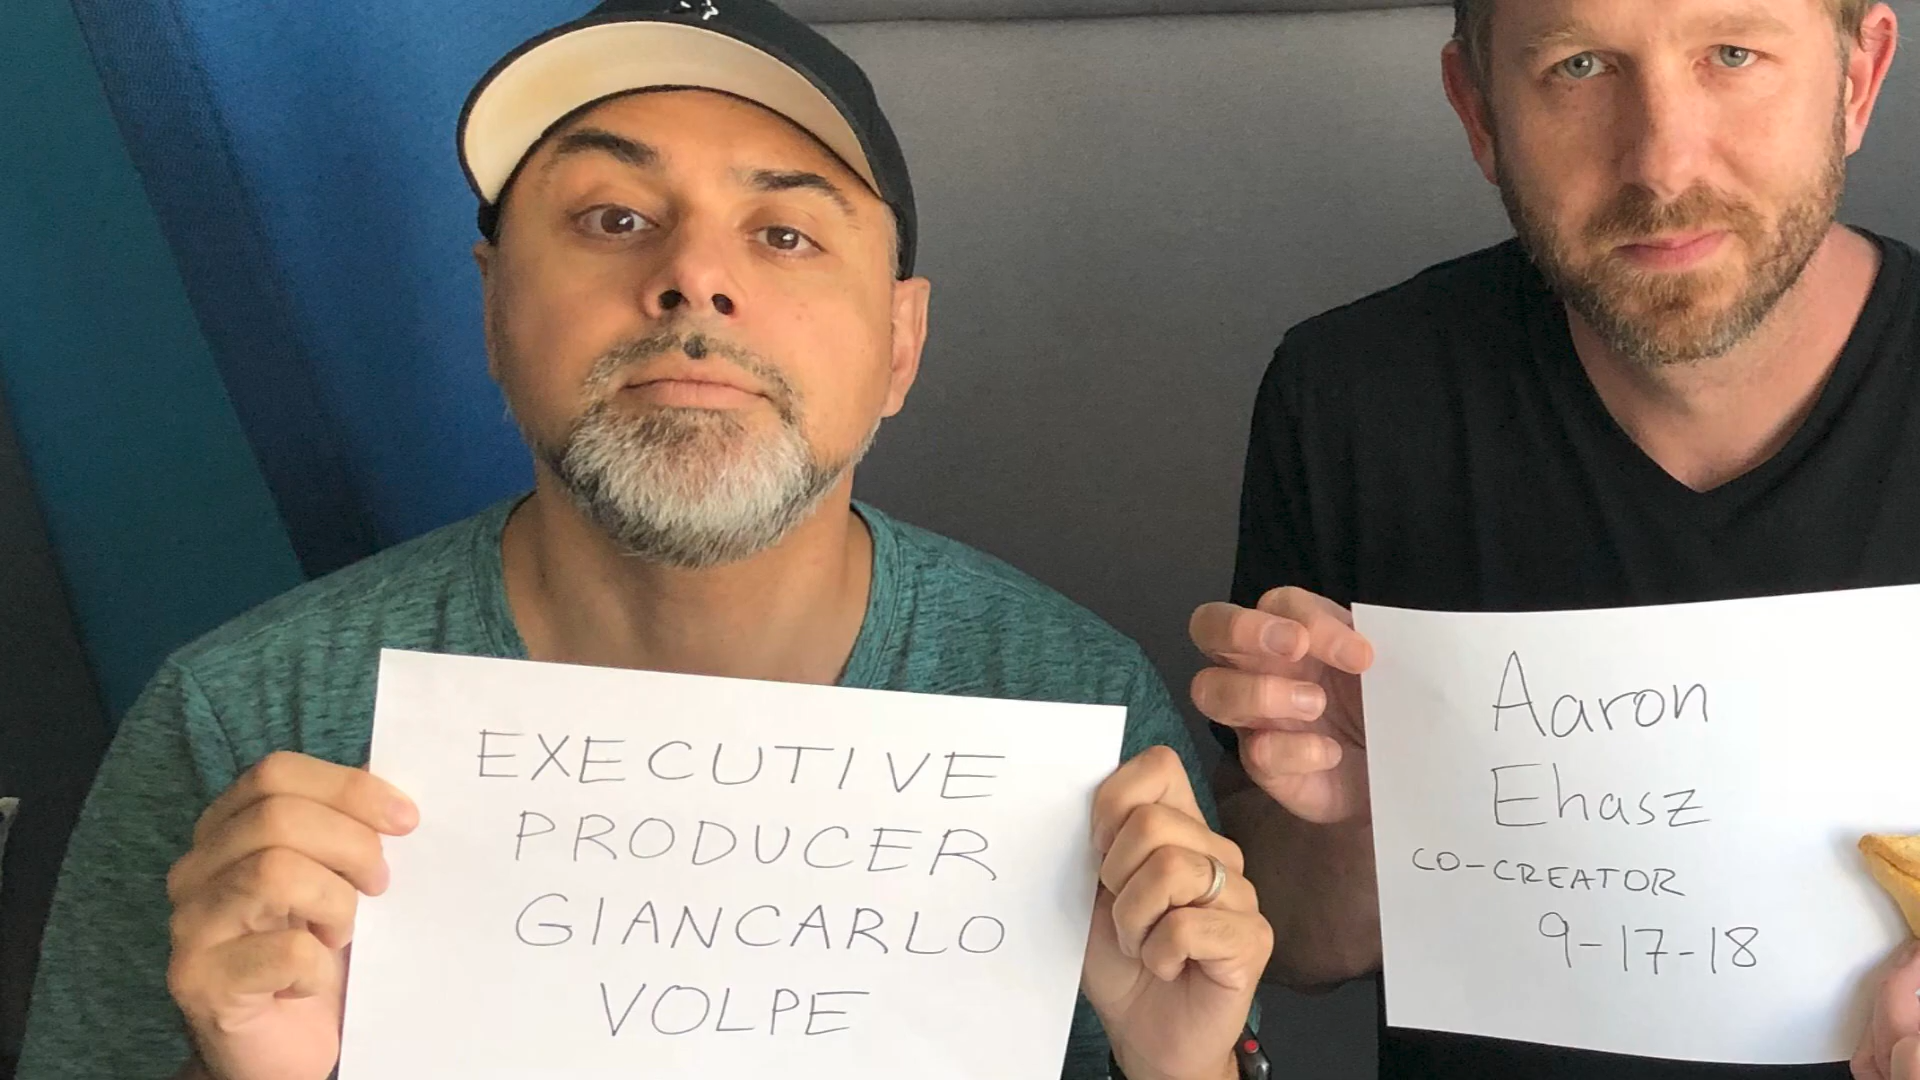 EXECUTIVE
PRODUCER
GIANCARLO
VOLPE
Aaron
Ehasz
CO-CREATOR
9-17-18